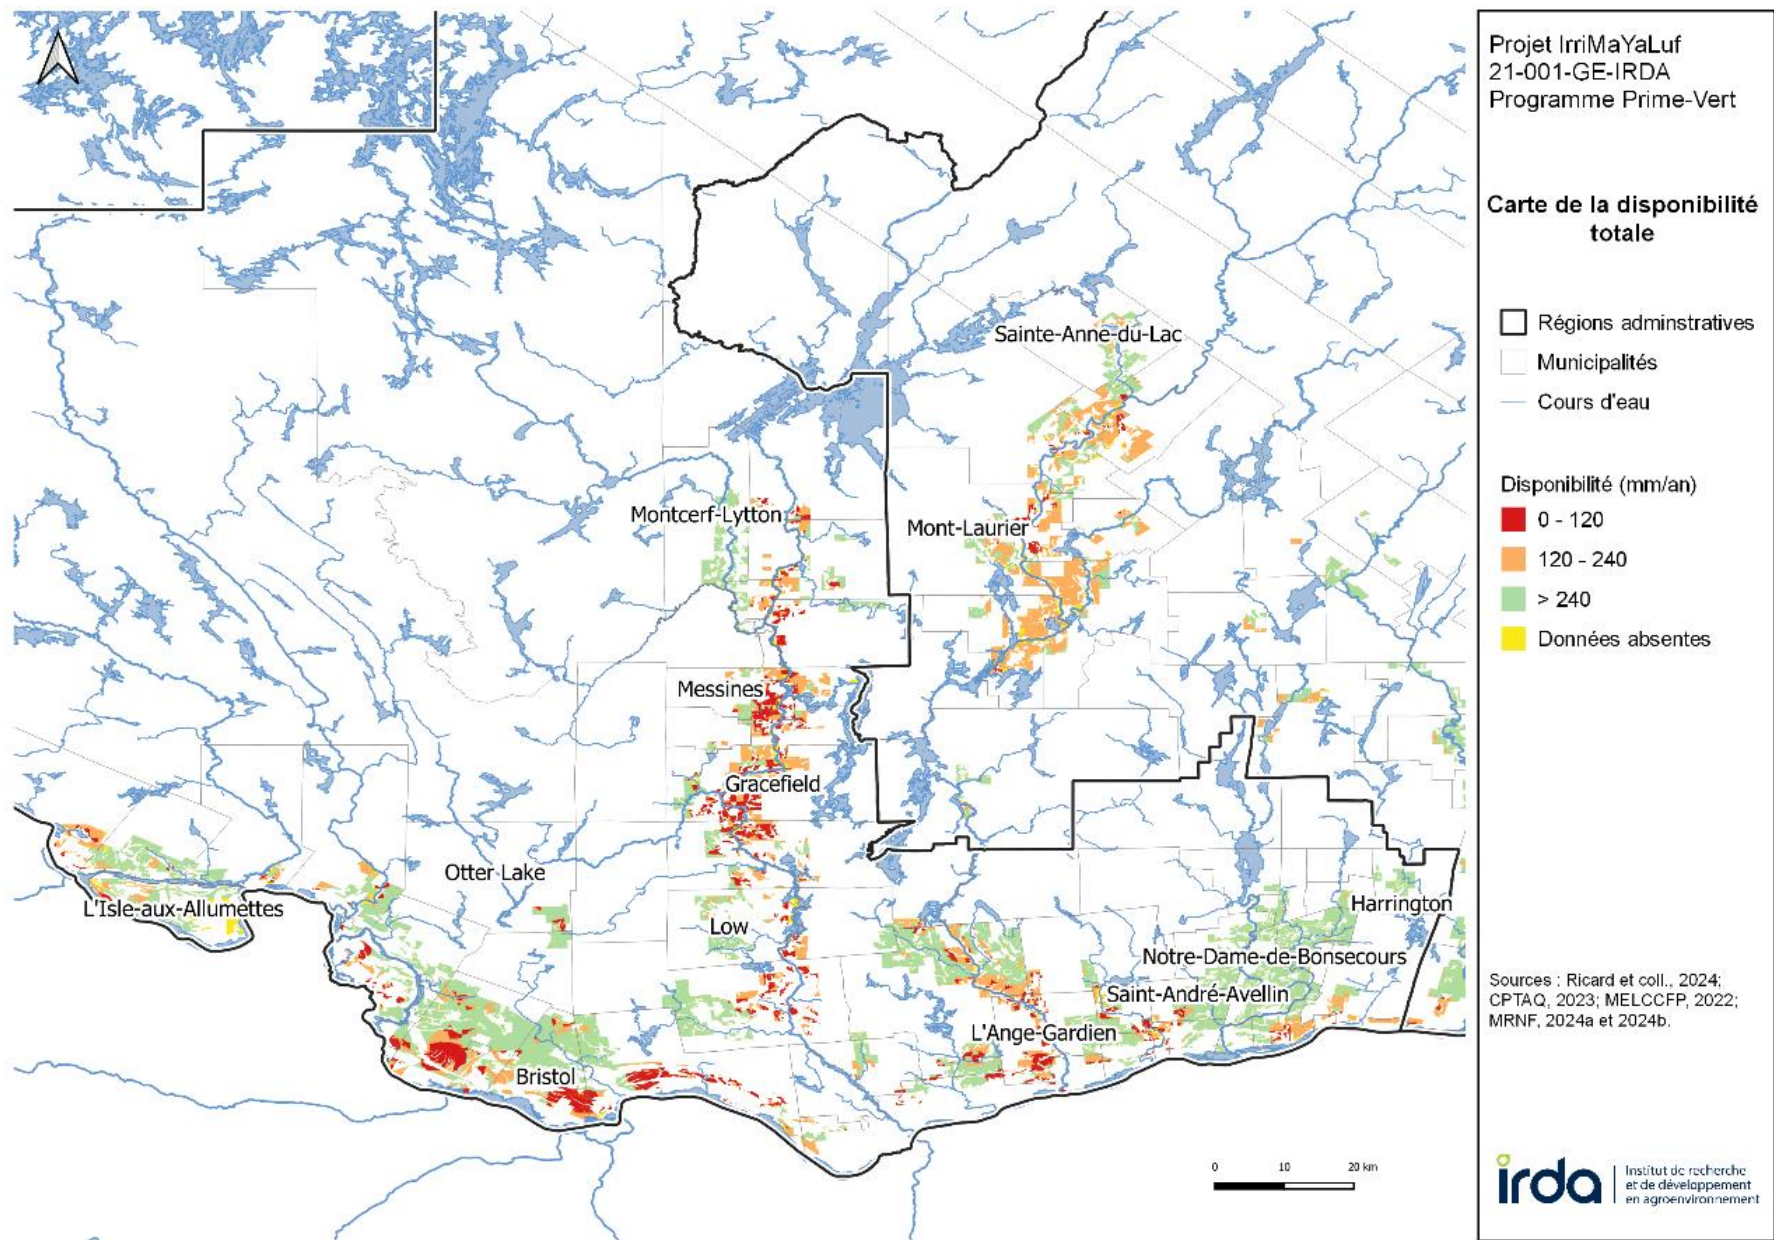 Projet IrriMaYaLuf
21-001-GE-IRDA
Programme Prime-Vert
Carte de la disponibilité
totale
Régions adminstratives
Municipalités
Cours d'eau
Disponibilité (mm/an)
0 - 120
120 - 240
> 240
Données absentes
Sources : Ricard et coll., 2024;
CPTAQ, 2023; MELCCFP, 2022;
MRNF, 2024a et 2024b.
irda
Institut de recherche
et de développement
en agroenvironnement
Sainte-Anne-du-Lac
Montcerf-Lytton
Mont-Laurier
Messines
Gracefield
Otter Lake
L'Isle-aux-Allumettes
Low
Harrington
Notre-Dame-de-Bonsecours
Saint-André-Avellin
L'Ange-Gardien
Bristol
0 10 20 km